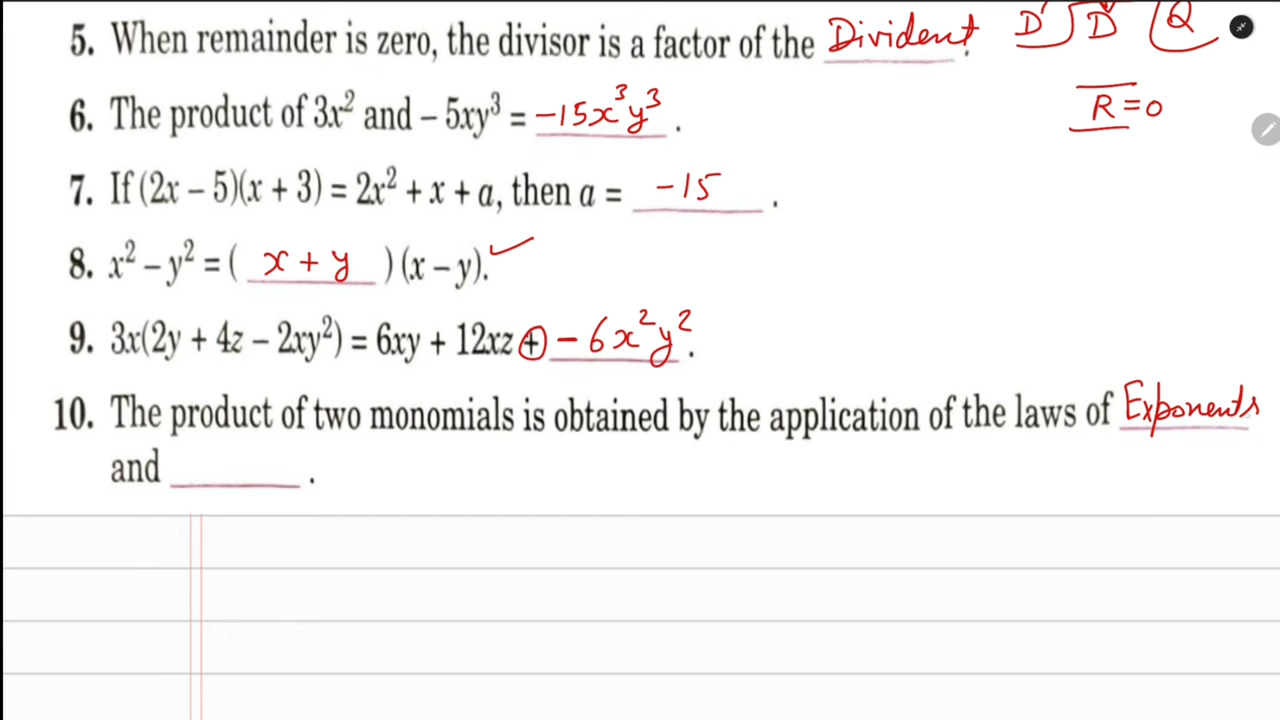 5. When remainder is zero, the divisor is a factor of the Divident. D' D Q
6. The product of 3x² and – 5xy³ = -15x³y³ .
R = 0
7. If (2x – 5)(x + 3) = 2x² + x + a, then a = -15 .
8. x² – y² = ( x + y ) (x – y). ✓
9. 3x(2y + 4z – 2xy²) = 6xy + 12xz + - 6x²y² .
10. The product of two monomials is obtained by the application of the laws of Exponents
and ______ .